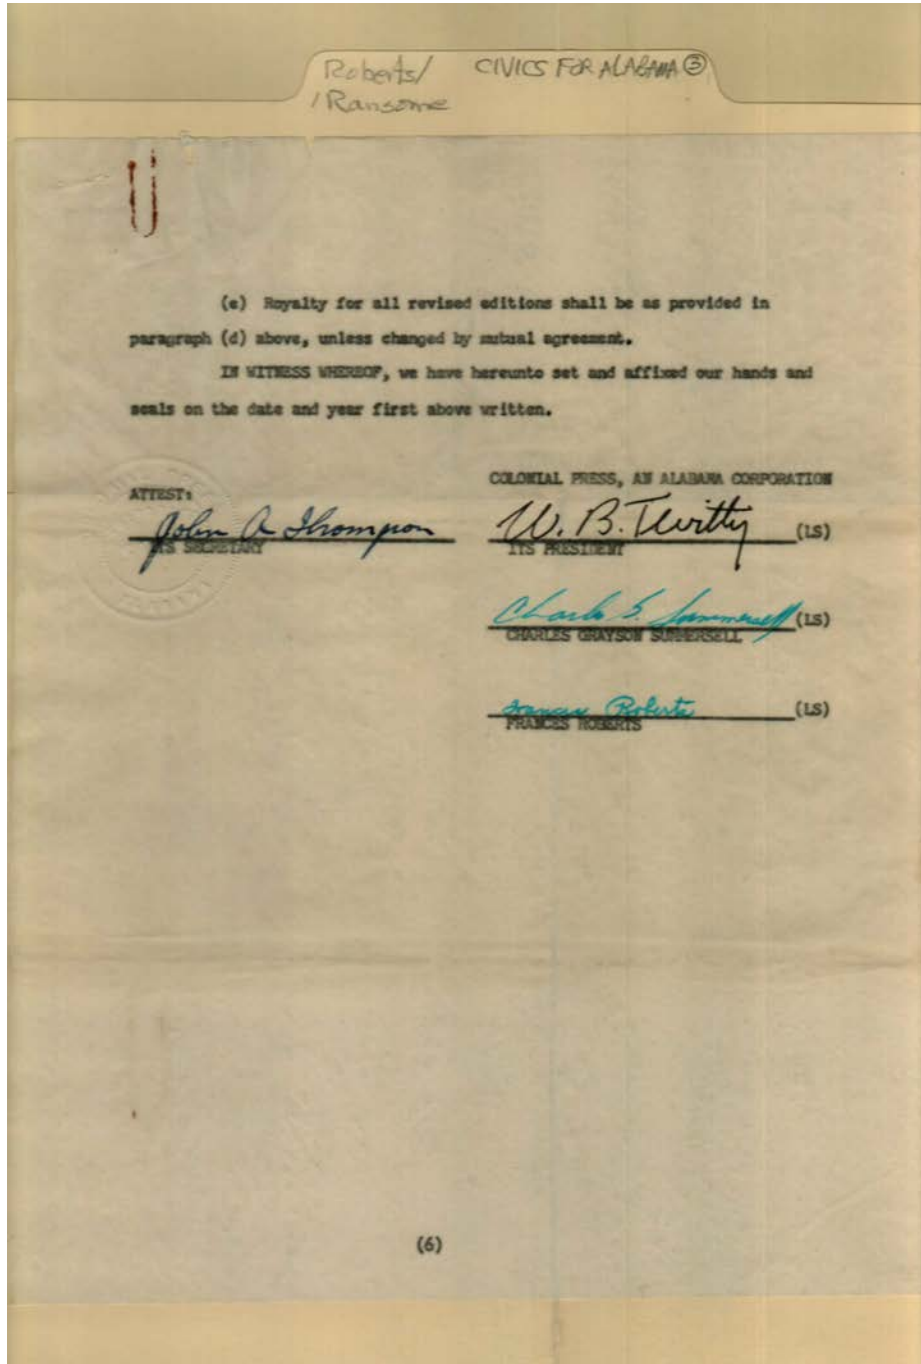 Roberts/ CIVICS FOR ALABAMA ③
/Ransome
(e) Royalty for all revised editions shall be as provided in
paragraph (d) above, unless changed by mutual agreement.
IN WITNESS WHEREOF, we have hereunto set and affixed our hands and
seals on the date and year first above written.
COLONIAL PRESS, AN ALABAMA CORPORATION
ATTEST:
John A Thompson W. B. Twitty (LS)
ITS SECRETARY ITS PRESIDENT
Charles G. Summersell (LS)
CHARLES GRAYSON SUMMERSELL
Frances Roberts (LS)
FRANCES ROBERTS
(6)